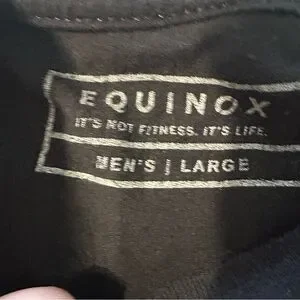 EQUINOX
IT'S NOT FITNESS. IT'S LIFE.
MEN'S | LARGE